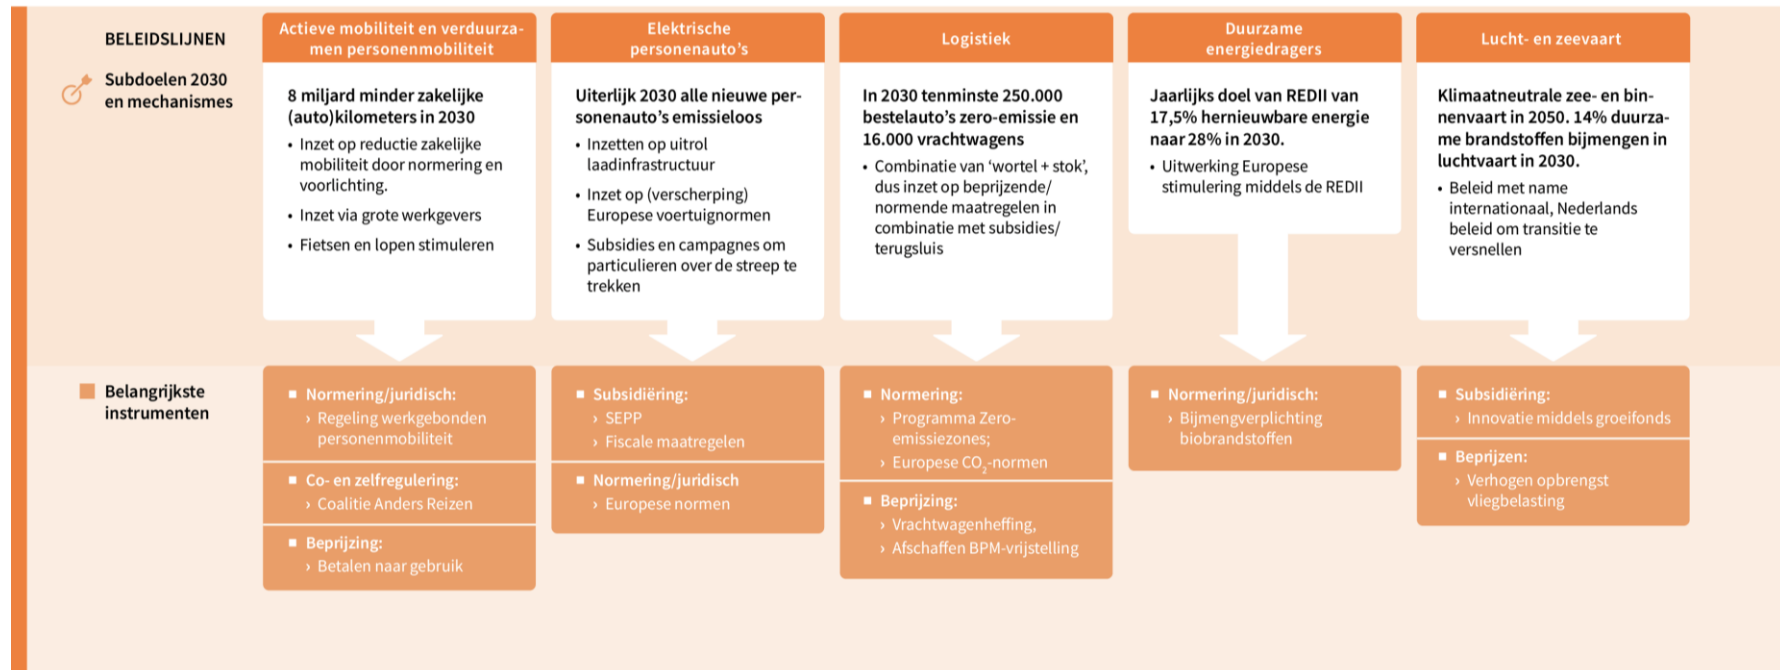 BELEIDSLIJNEN
Subdoelen 2030
en mechanismes
Actieve mobiliteit en verduurza-
men personenmobiliteit
8 miljard minder zakelijke
(auto)kilometers in 2030
• Inzet op reductie zakelijke
mobiliteit door normering en
voorlichting.
• Inzet via grote werkgevers
• Fietsen en lopen stimuleren
Elektrische
personenauto's
Uiterlijk 2030 alle nieuwe per-
sonenauto's emissieloos
• Inzetten op uitrol
laadinfrastructuur
• Inzet op (verscherping)
Europese voertuignormen
• Subsidies en campagnes om
particulieren over de streep te
trekken
Logistiek
In 2030 tenminste 250.000
bestelauto's zero-emissie en
16.000 vrachtwagens
• Combinatie van 'wortel + stok',
dus inzet op beprijzende/
normende maatregelen in
combinatie met subsidies/
terugsluis
Duurzame
energiedragers
Jaarlijks doel van REDII van
17,5% hernieuwbare energie
naar 28% in 2030.
• Uitwerking Europese
stimulering middels de REDII
Lucht- en zeevaart
Klimaatneutrale zee- en bin-
nenvaart in 2050. 14% duurza-
me brandstoffen bijmengen in
luchtvaart in 2030.
• Beleid met name
internationaal, Nederlands
beleid om transitie te
versnellen
Belangrijkste
instrumenten
■ Normering/juridisch:
› Regeling werkgebonden
personenmobiliteit
■ Co- en zelfregulering:
› Coalitie Anders Reizen
■ Beprijzing:
› Betalen naar gebruik
■ Subsidiëring:
› SEPP
› Fiscale maatregelen
■ Normering/juridisch
› Europese normen
■ Normering:
› Programma Zero-
emissiezones;
› Europese CO₂-normen
■ Beprijzing:
› Vrachtwagenheffing,
› Afschaffen BPM-vrijstelling
■ Normering/juridisch:
› Bijmengverplichting
biobrandstoffen
■ Subsidiëring:
› Innovatie middels groeifonds
■ Beprijzen:
› Verhogen opbrengst
vliegbelasting